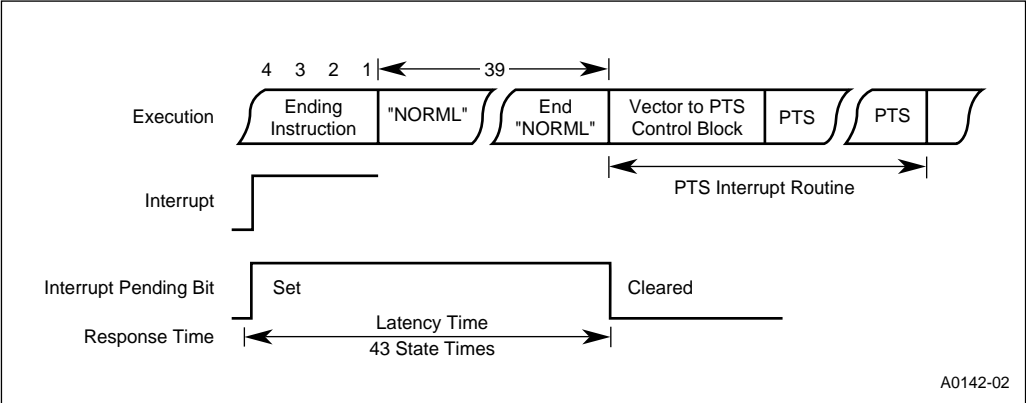 4 3 2 1 39
Execution
Ending
Instruction
"NORML"
End
"NORML"
Vector to PTS
Control Block
PTS
PTS
PTS Interrupt Routine
Interrupt
Interrupt Pending Bit
Set
Cleared
Response Time
Latency Time
43 State Times
A0142-02